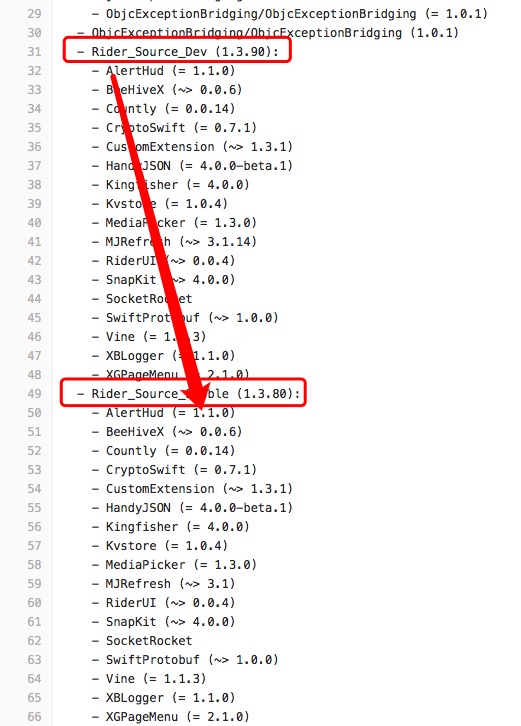 29 - ObjcExceptionBridging/ObjcExceptionBridging (= 1.0.1)
30 - ObjcExceptionBridging/ObjcExceptionBridging (1.0.1)
31 - Rider_Source_Dev (1.3.90):
32 - AlertHud (= 1.1.0)
33 - BeeHiveX (~> 0.0.6)
34 - Countly (= 0.0.14)
35 - CryptoSwift (= 0.7.1)
36 - CustomExtension (~> 1.3.1)
37 - HandyJSON (= 4.0.0-beta.1)
38 - Kingfisher (= 4.0.0)
39 - Kvstore (= 1.0.4)
40 - MediaPicker (= 1.3.0)
41 - MJRefresh (~> 3.1.14)
42 - RiderUI (~> 0.0.4)
43 - SnapKit (~> 4.0.0)
44 - SocketRocket
45 - SwiftProtobuf (~> 1.0.0)
46 - Vine (= 1.1.3)
47 - XBLogger (= 1.1.0)
48 - XGPageMenu (= 2.1.0)
49 - (1.3.80):
50 - AlertHud (= 1.1.0)
51 - BeeHiveX (~> 0.0.6)
52 - Countly (= 0.0.14)
53 - CryptoSwift (= 0.7.1)
54 - CustomExtension (~> 1.3.1)
55 - HandyJSON (= 4.0.0-beta.1)
56 - Kingfisher (= 4.0.0)
57 - Kvstore (= 1.0.4)
58 - MediaPicker (= 1.3.0)
59 - MJRefresh (~> 3.1)
60 - RiderUI (~> 0.0.4)
61 - SnapKit (~> 4.0.0)
62 - SocketRocket
63 - SwiftProtobuf (~> 1.0.0)
64 - Vine (= 1.1.3)
65 - XBLogger (= 1.1.0)
66 - XGPageMenu (= 2.1.0)